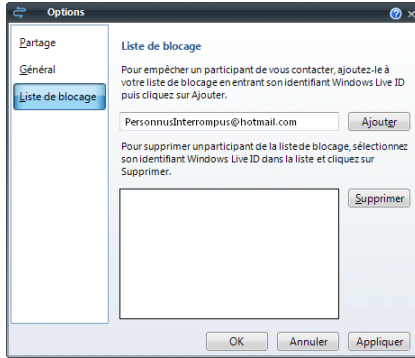 Options
Partage
Général
Liste de blocage
Liste de blocage
Pour empêcher un participant de vous contacter, ajoutez-le à
votre liste de blocage en entrant son identifiant Windows Live ID
puis cliquez sur Ajouter.
PersonnusInterrompus@hotmail.com
Ajouter
Pour supprimer un participant de la liste de blocage, sélectionnez
son identifiant Windows Live ID dans la liste et cliquez sur
Supprimer.
Supprimer
OK
Annuler
Appliquer